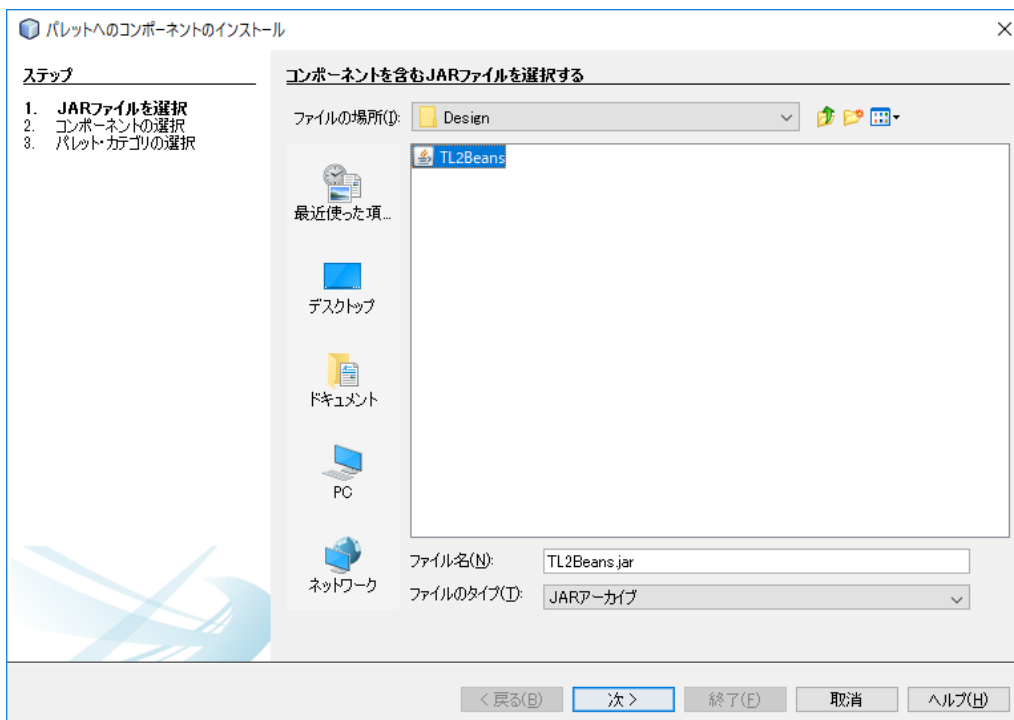 パレットへのコンポーネントのインストール
ステップ
1. JARファイルを選択
2. コンポーネントの選択
3. パレット・カテゴリの選択
コンポーネントを含むJARファイルを選択する
ファイルの場所(I): Design
TL2Beans
最近使った項...
デスクトップ
ドキュメント
PC
ネットワーク
ファイル名(N): TL2Beans.jar
ファイルのタイプ(T): JARアーカイブ
< 戻る(B) 次 > 終了(F) 取消 ヘルプ(H)